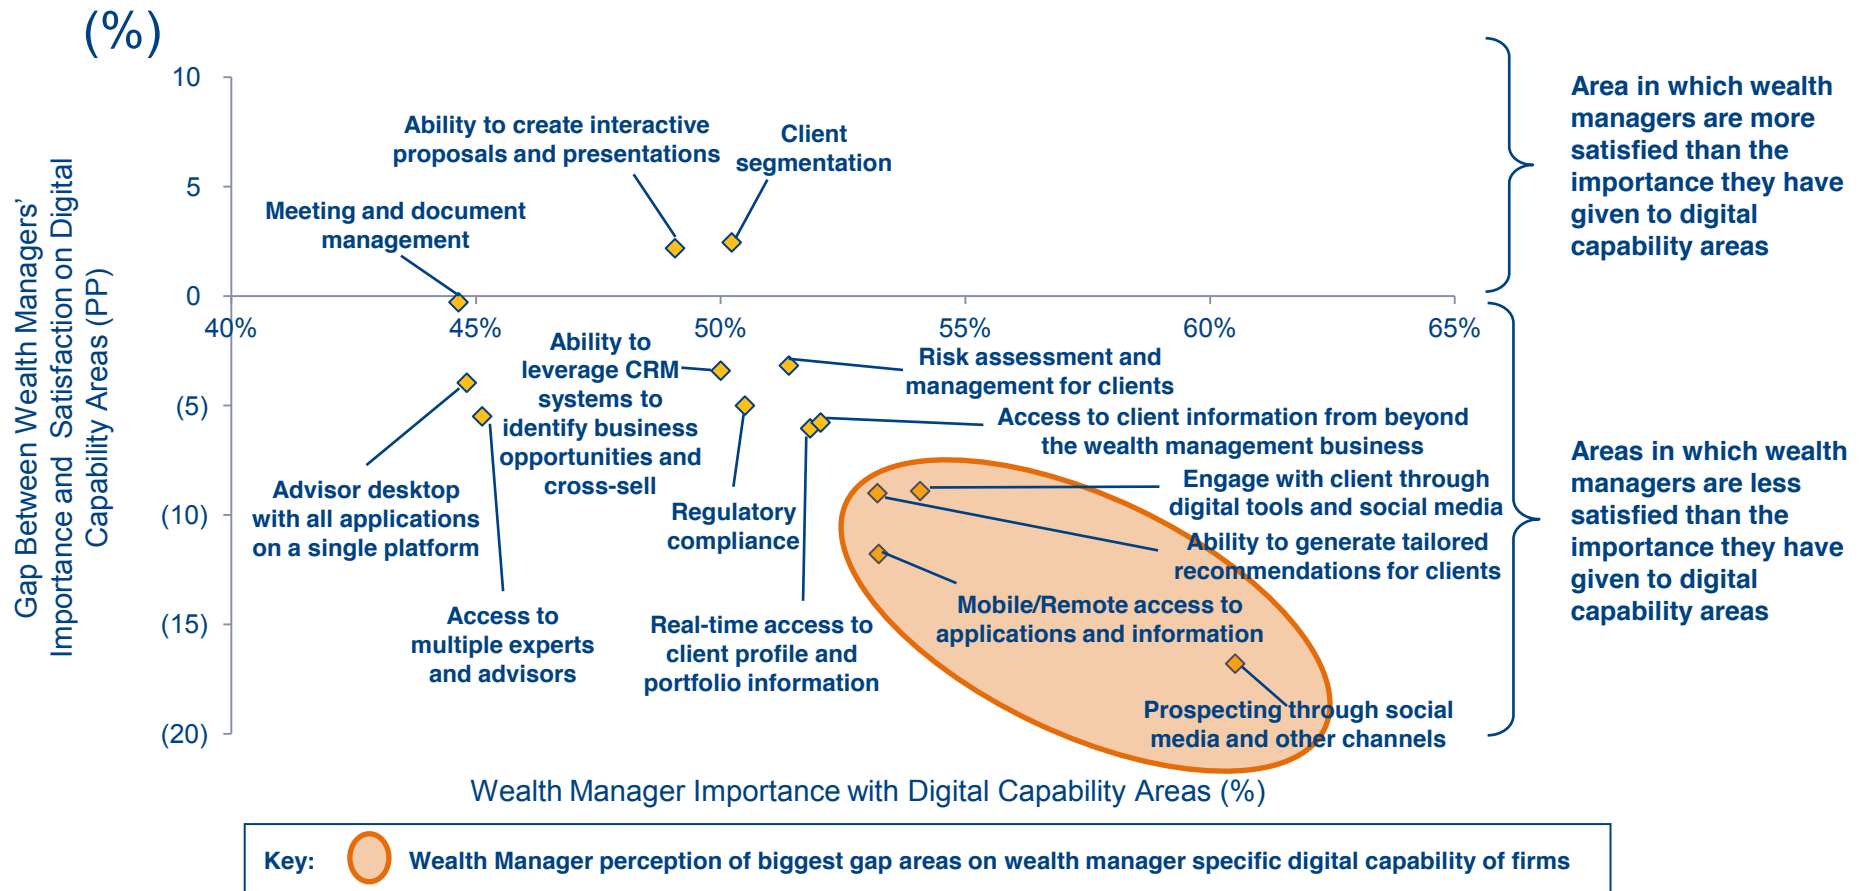 (%)
Gap Between Wealth Managers'
Importance and Satisfaction on Digital
Capability Areas (PP)
10
5
0
(5)
(10)
(15)
(20)
40%
45%
50%
55%
60%
65%
Ability to create interactive
proposals and presentations
Client
segmentation
Meeting and document
management
Ability to
leverage CRM
systems to
identify business
opportunities and
cross-sell
Risk assessment and
management for clients
Access to client information from beyond
the wealth management business
Engage with client through
digital tools and social media
Ability to generate tailored
recommendations for clients
Advisor desktop
with all applications
on a single platform
Regulatory
compliance
Access to
multiple experts
and advisors
Real-time access to
client profile and
portfolio information
Mobile/Remote access to
applications and information
Prospecting through social
media and other channels
Area in which wealth
managers are more
satisfied than the
importance they have
given to digital
capability areas
Areas in which wealth
managers are less
satisfied than the
importance they have
given to digital
capability areas
Wealth Manager Importance with Digital Capability Areas (%)
Key: Wealth Manager perception of biggest gap areas on wealth manager specific digital capability of firms